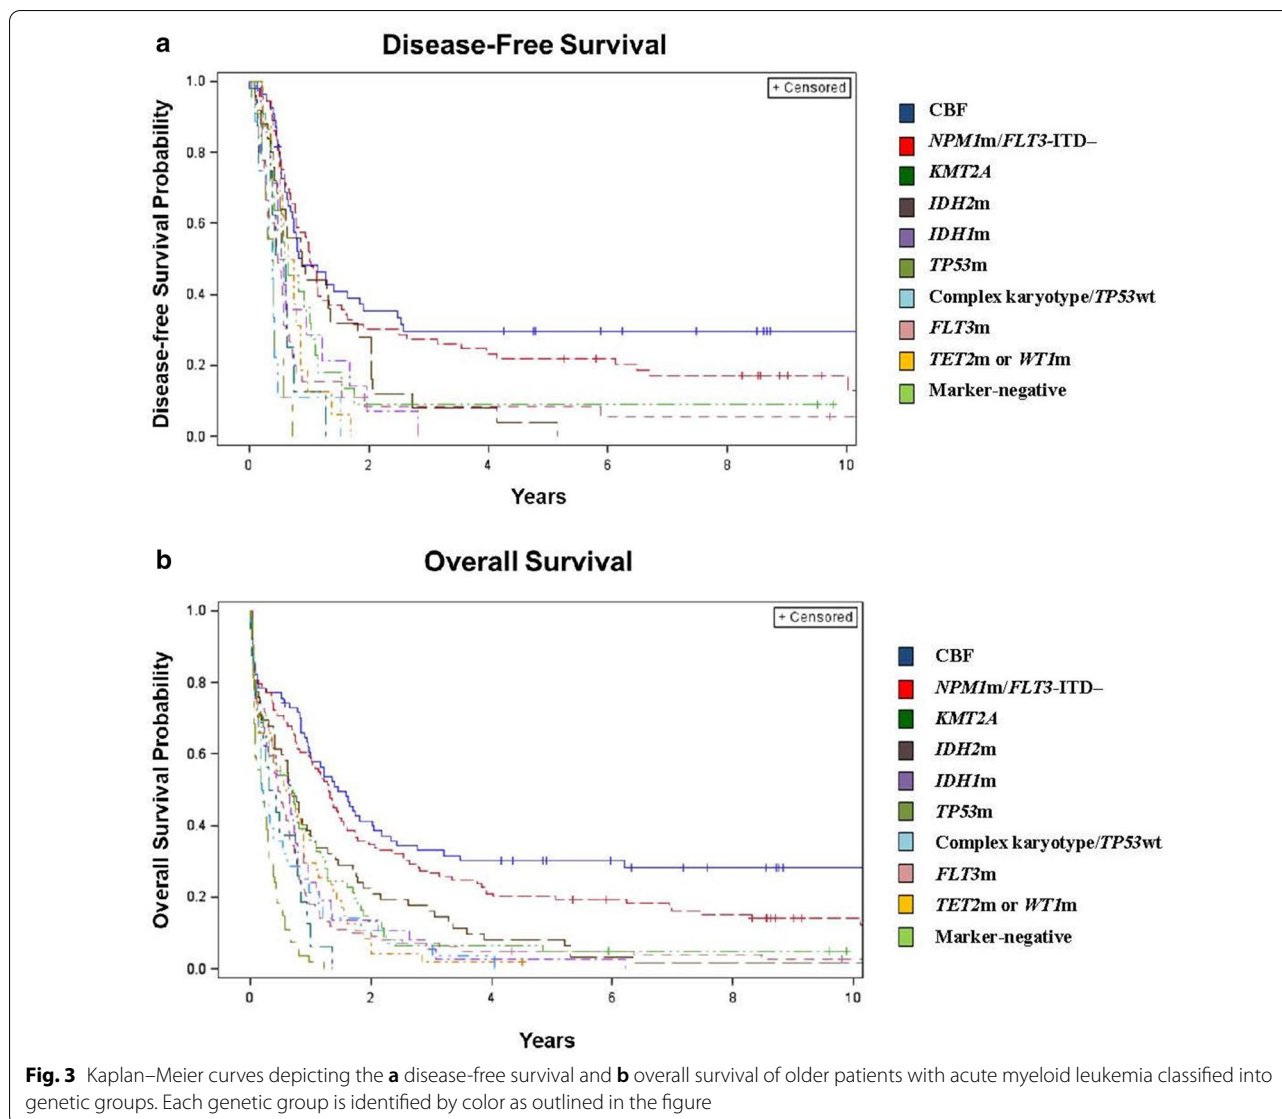 a
Disease-Free Survival
Disease-free Survival Probability
1.0
0.8
0.6
0.4
0.2
0.0
+ Censored
0 2 4 6 8 10
Years
CBF
NPM1m/FLT3-ITD–
KMT2A
IDH2m
IDH1m
TP53m
Complex karyotype/TP53wt
FLT3m
TET2m or WT1m
Marker-negative
b
Overall Survival
Overall Survival Probability
1.0
0.8
0.6
0.4
0.2
0.0
+ Censored
0 2 4 6 8 10
Years
CBF
NPM1m/FLT3-ITD–
KMT2A
IDH2m
IDH1m
TP53m
Complex karyotype/TP53wt
FLT3m
TET2m or WT1m
Marker-negative
Fig. 3 Kaplan–Meier curves depicting the a disease-free survival and b overall survival of older patients with acute myeloid leukemia classified into
genetic groups. Each genetic group is identified by color as outlined in the figure